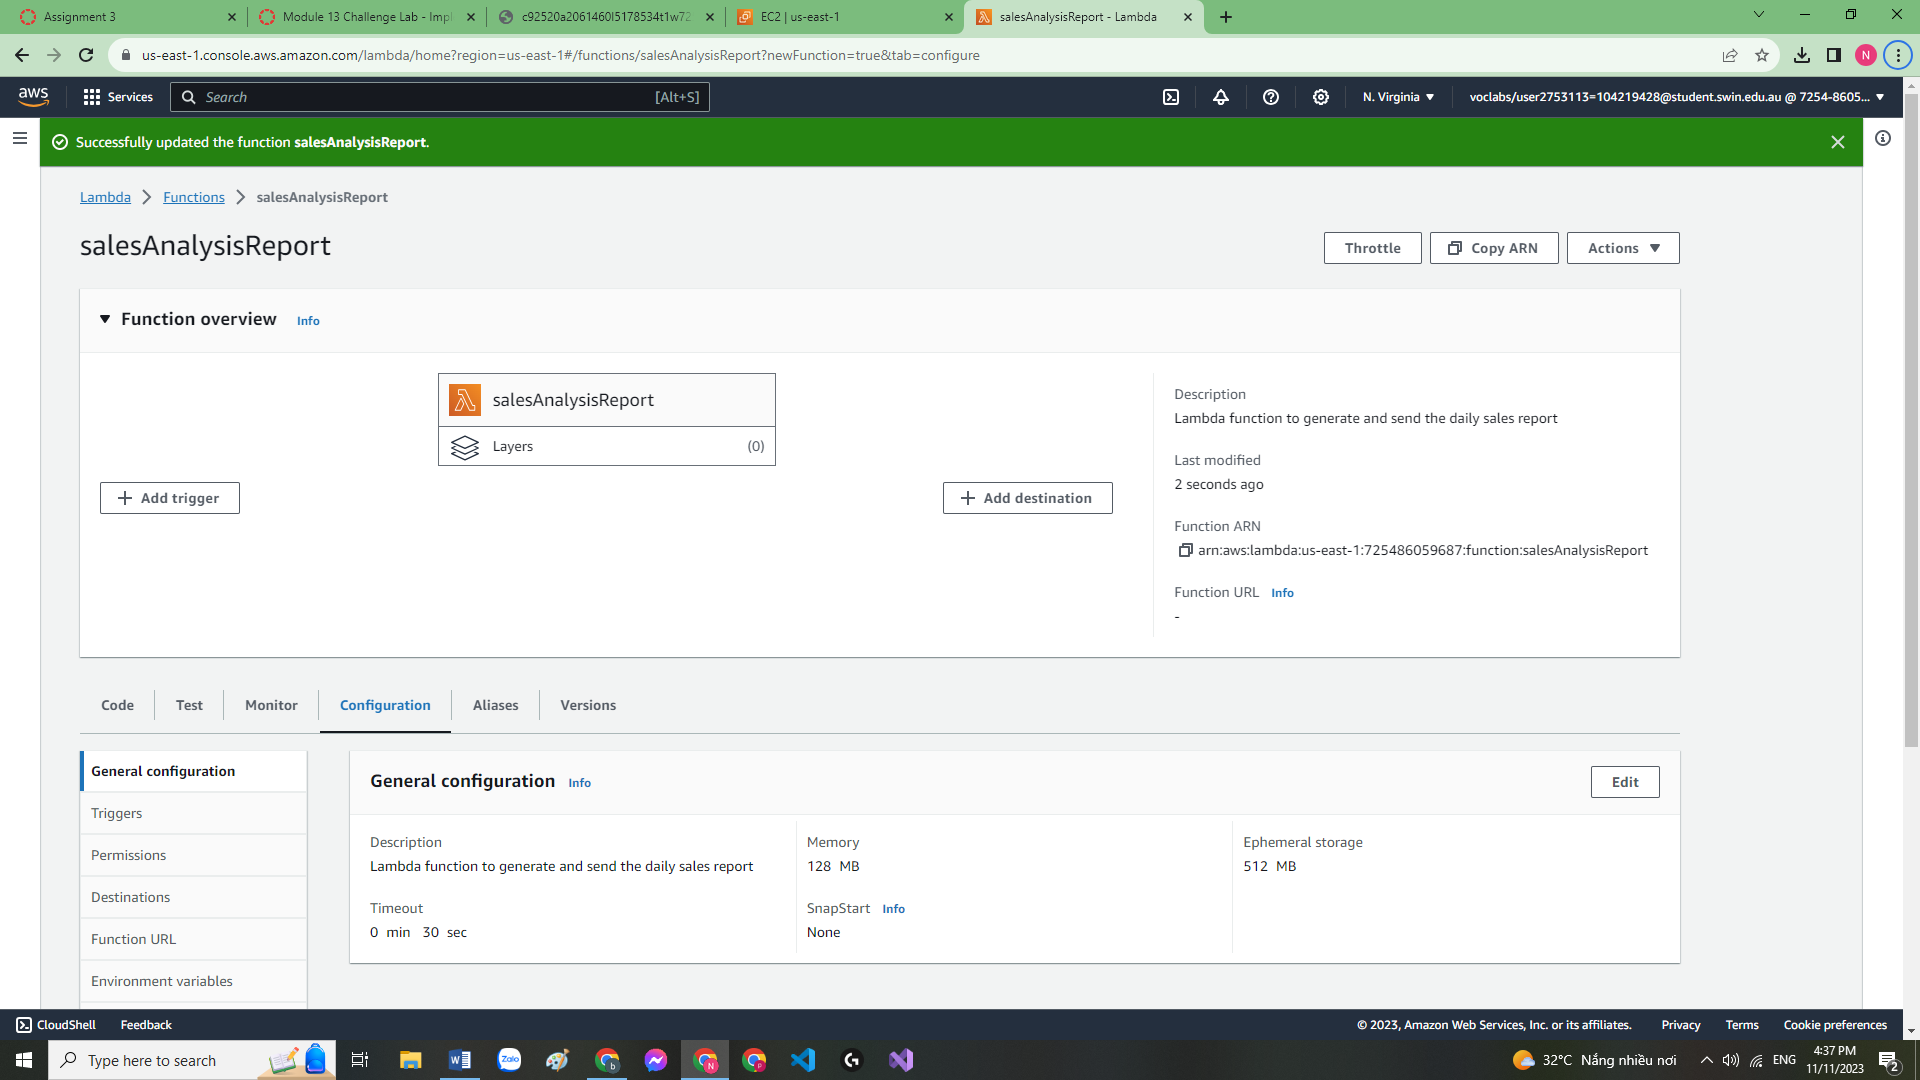 Assignment 3
Module 13 Challenge Lab - Impl
c92520a2061460l5178534t1w72
EC2 | us-east-1
salesAnalysisReport - Lambda
us-east-1.console.aws.amazon.com/lambda/home?region=us-east-1#/functions/salesAnalysisReport?newFunction=true&tab=configure
N
aws
Services
Search
[Alt+S]
N. Virginia
voclabs/user2753113=104219428@student.swin.edu.au @ 7254-8605...
Successfully updated the function salesAnalysisReport.
Lambda
Functions
salesAnalysisReport
salesAnalysisReport
Throttle
Copy ARN
Actions
Function overview
Info
salesAnalysisReport
Layers
(0)
Add trigger
Add destination
Description
Lambda function to generate and send the daily sales report
Last modified
2 seconds ago
Function ARN
arn:aws:lambda:us-east-1:725486059687:function:salesAnalysisReport
Function URL
Info
-
Code
Test
Monitor
Configuration
Aliases
Versions
General configuration
Triggers
Permissions
Destinations
Function URL
Environment variables
General configuration
Info
Edit
Description
Lambda function to generate and send the daily sales report
Memory
128 MB
Ephemeral storage
512 MB
Timeout
0 min 30 sec
SnapStart
Info
None
CloudShell
Feedback
© 2023, Amazon Web Services, Inc. or its affiliates.
Privacy
Terms
Cookie preferences
Type here to search
Zalo
32°C Nắng nhiều nơi
ENG
4:37 PM
11/11/2023
2